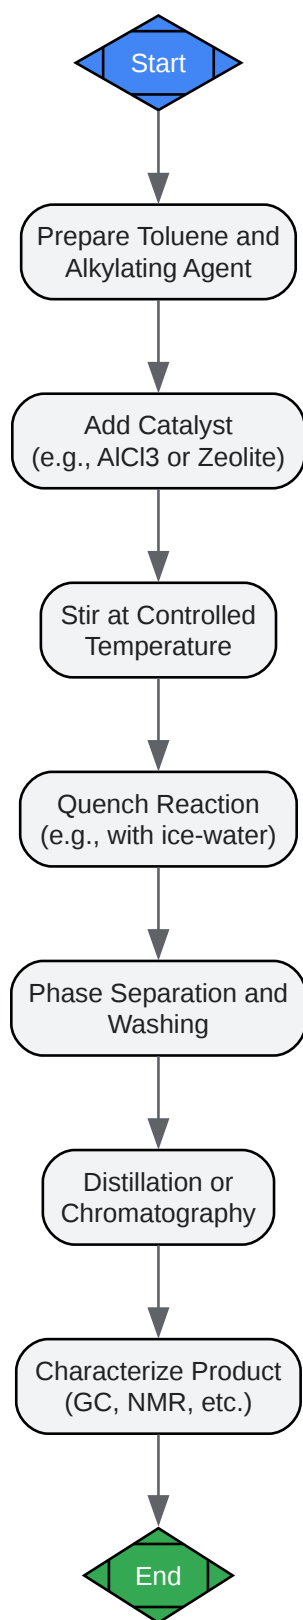 Start
Prepare Toluene and
Alkylating Agent
Add Catalyst
(e.g., AlCl3 or Zeolite)
Stir at Controlled
Temperature
Quench Reaction
(e.g., with ice-water)
Phase Separation and
Washing
Distillation or
Chromatography
Characterize Product
(GC, NMR, etc.)
End